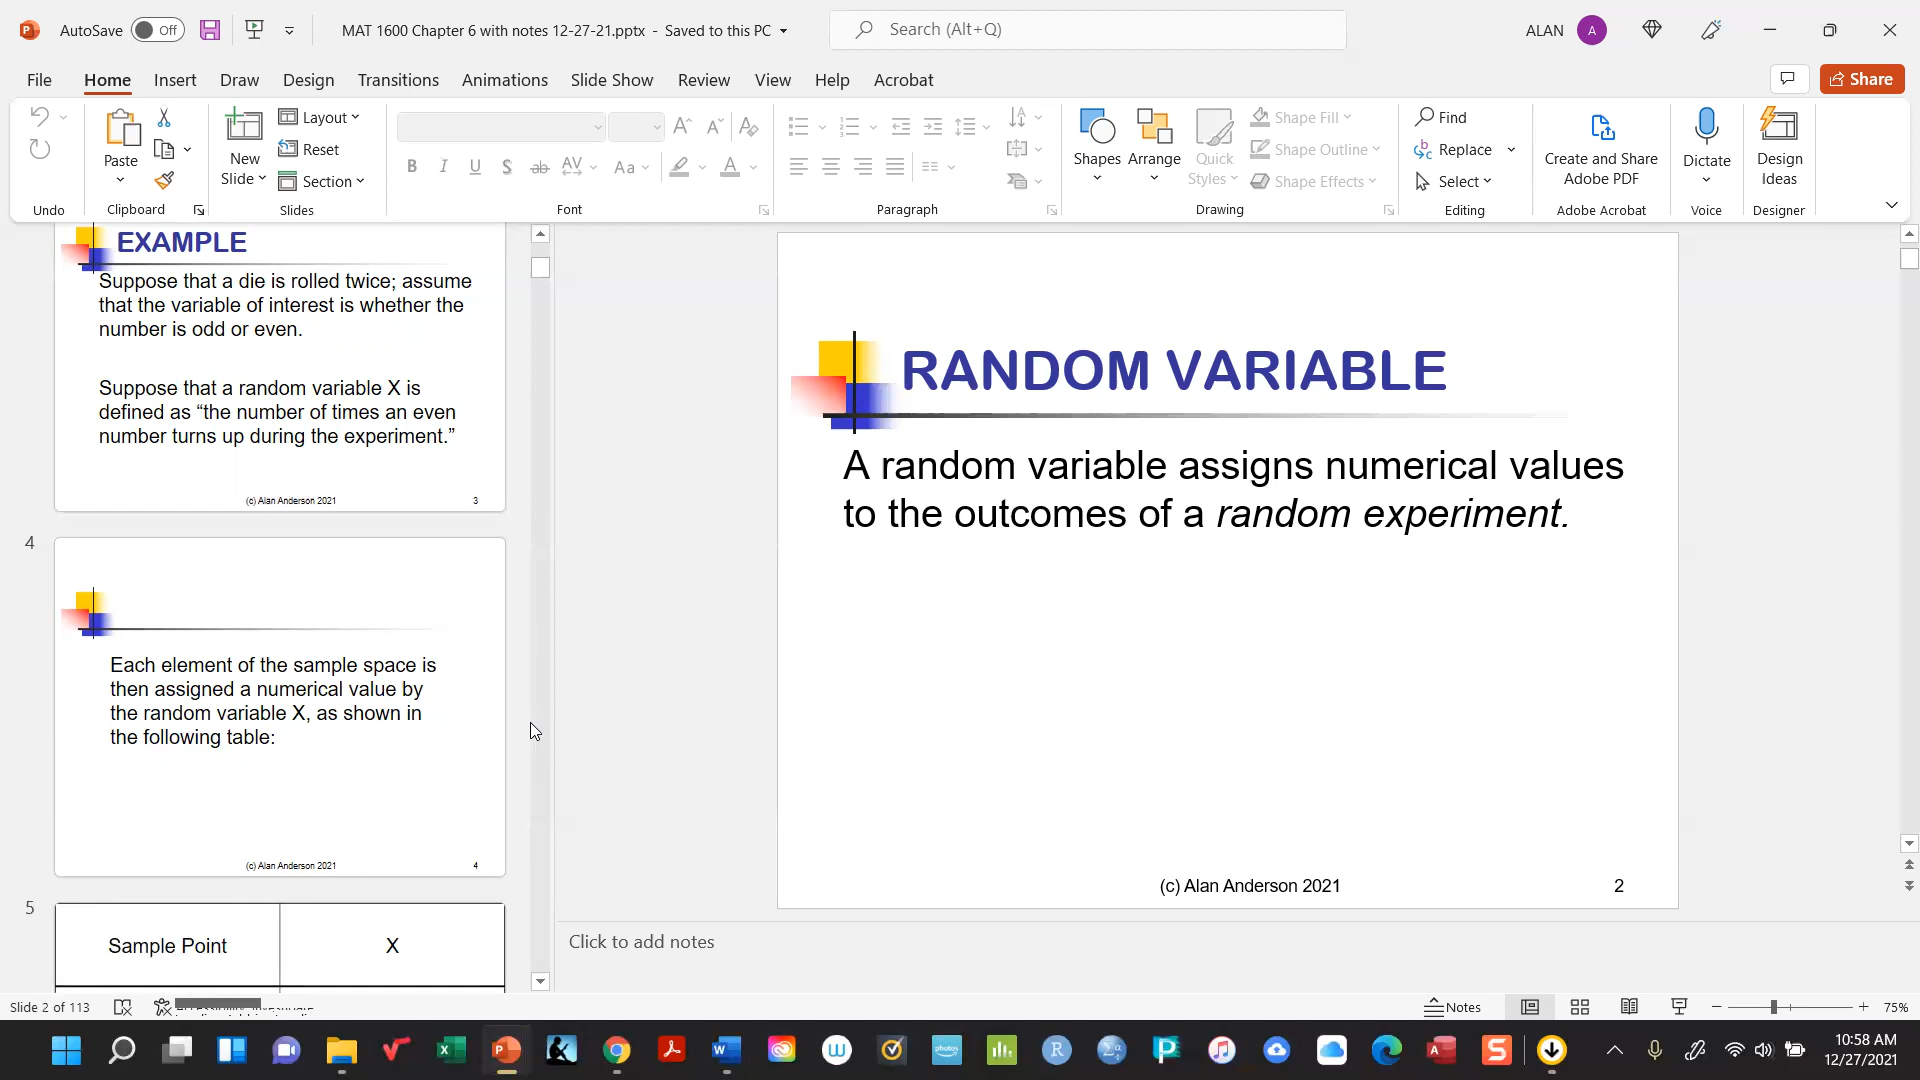 AutoSave Off MAT 1600 Chapter 6 with notes 12-27-21.pptx - Saved to this PC Search (Alt+Q) ALAN A
File Home Insert Draw Design Transitions Animations Slide Show Review View Help Acrobat Share
Undo
Paste
Clipboard
New Slide
Layout
Reset
Section
Slides
B I U S ab AV Aa A
Font
Paragraph
Shapes
Arrange
Quick Styles
Shape Fill
Shape Outline
Shape Effects
Drawing
Find
Replace
Select
Editing
Create and Share
Adobe PDF
Adobe Acrobat
Dictate
Voice
Design
Ideas
Designer
EXAMPLE
Suppose that a die is rolled twice; assume
that the variable of interest is whether the
number is odd or even.
Suppose that a random variable X is
defined as “the number of times an even
number turns up during the experiment.”
(c) Alan Anderson 2021 3
4
Each element of the sample space is
then assigned a numerical value by
the random variable X, as shown in
the following table:
(c) Alan Anderson 2021 4
5
Sample Point X
RANDOM VARIABLE
A random variable assigns numerical values
to the outcomes of a random experiment.
(c) Alan Anderson 2021 2
Click to add notes
Slide 2 of 113
Notes
75%
10:58 AM
12/27/2021